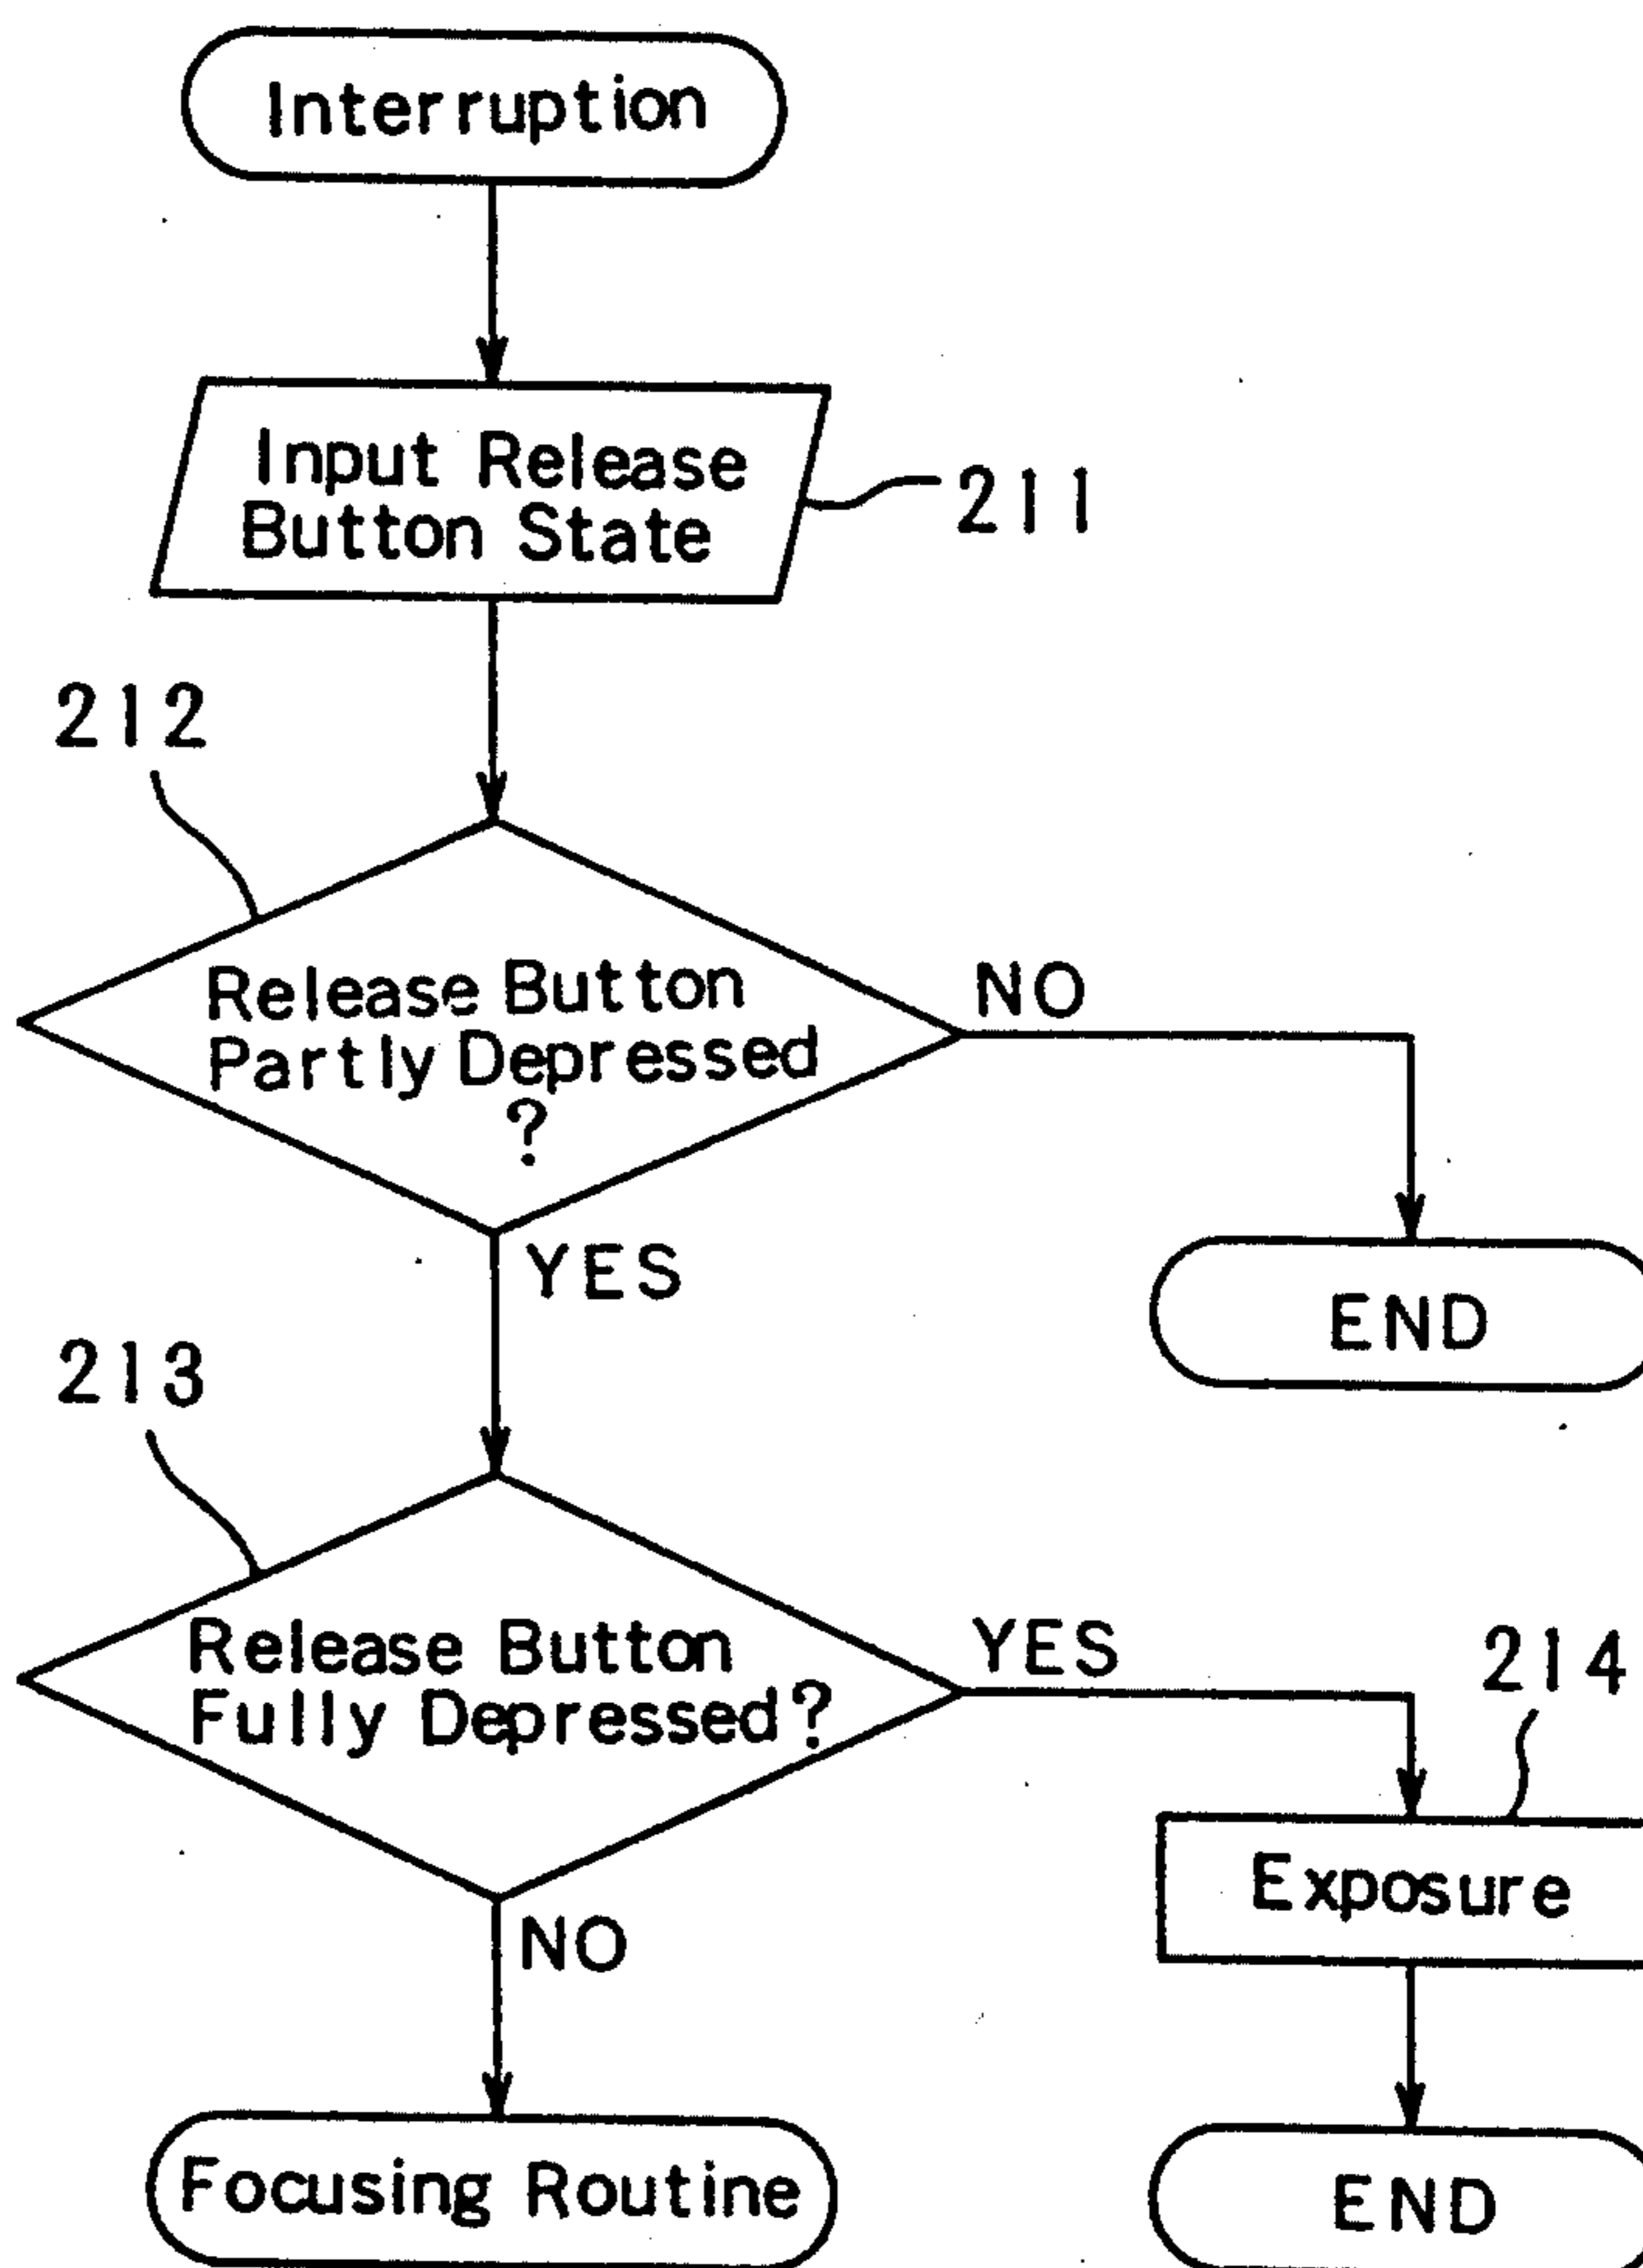 Interruption
Input Release
Button State
211
212
Release Button
Partly Depressed
?
NO
YES
END
213
Release Button
Fully Depressed?
YES
214
NO
Exposure
Focusing Routine
END